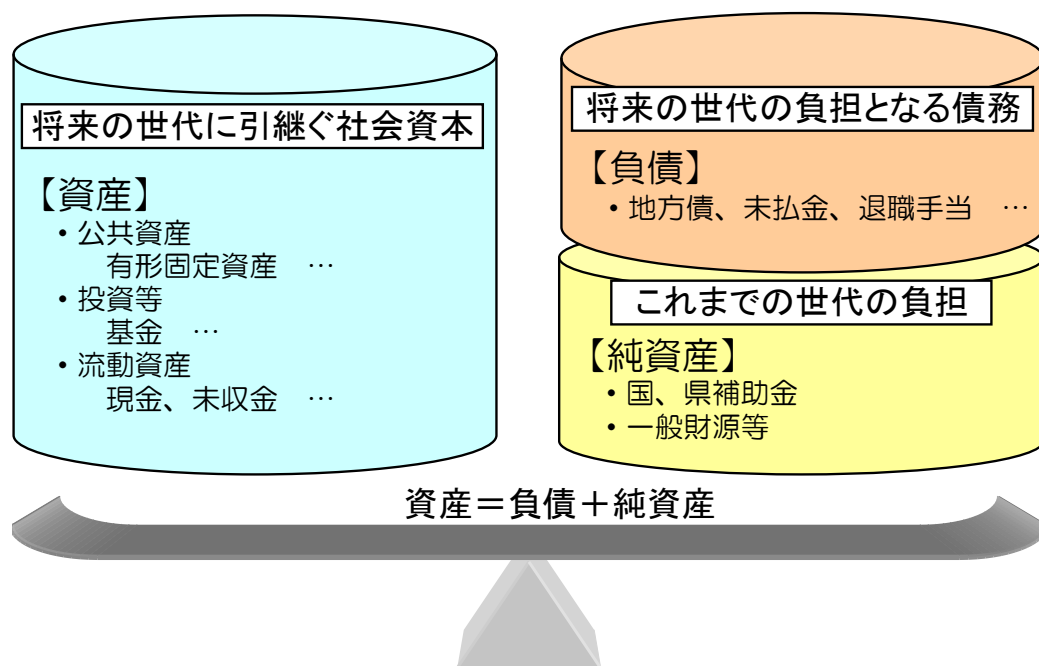 将来の世代に引継ぐ社会資本
【資産】
・公共資産
有形固定資産 …
・投資等
基金 …
・流動資産
現金、未収金 …
将来の世代の負担となる債務
【負債】
・地方債、未払金、退職手当 …
これまでの世代の負担
【純資産】
・国、県補助金
・一般財源等
資産＝負債＋純資産